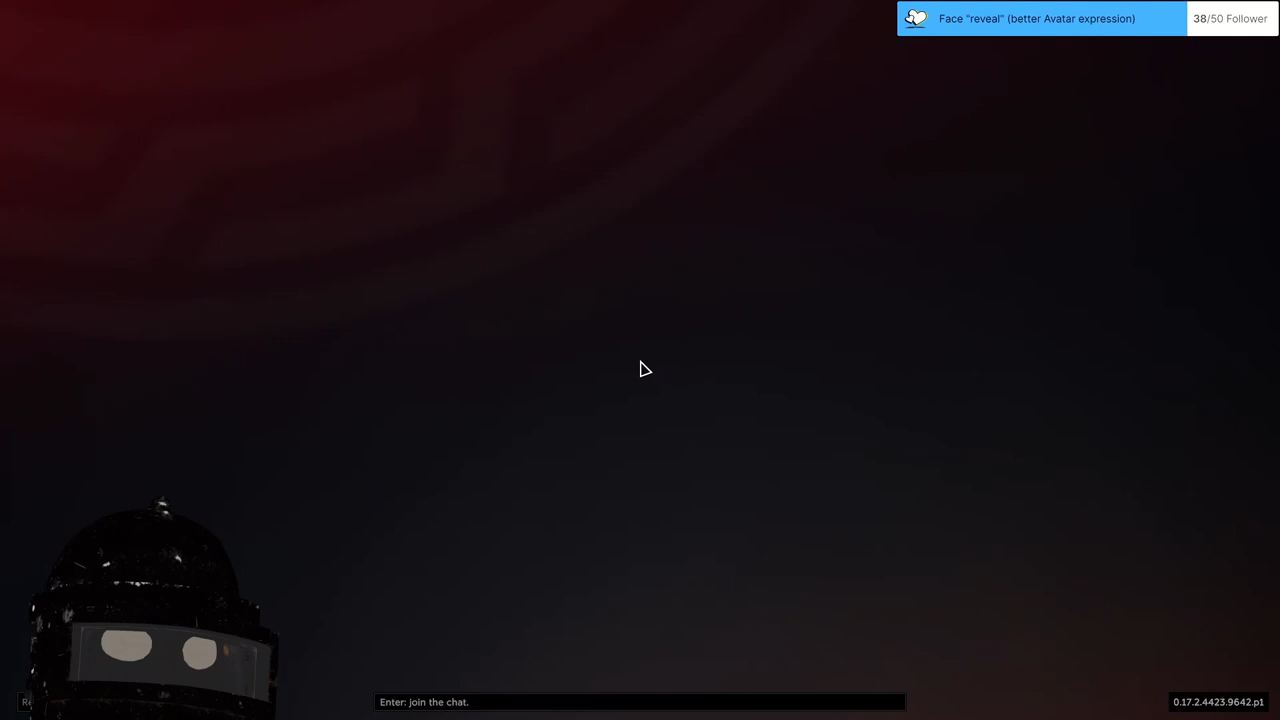 Face "reveal" (better Avatar expression)
38/50 Follower
Enter: join the chat.
0.17.2.4423.9642.p1